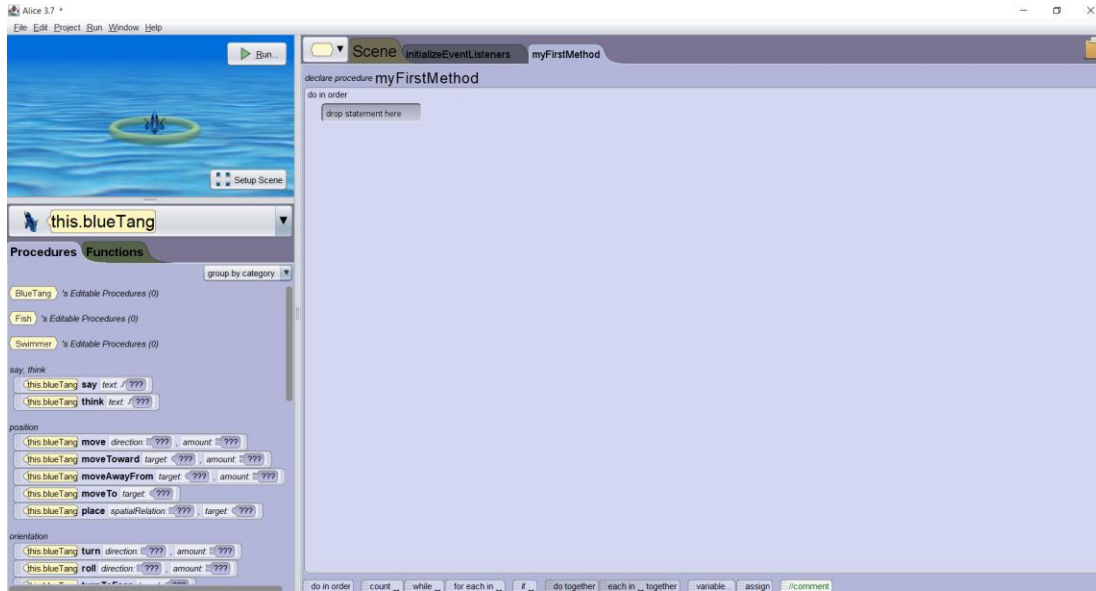 Alice 3.7 *
File Edit Project Run Window Help
Run...
Setup Scene
this.blueTang
Procedures Functions
group by category
BlueTang 's Editable Procedures (0)
Fish 's Editable Procedures (0)
Swimmer 's Editable Procedures (0)
say, think
this.blueTang say text: ???
this.blueTang think text: ???
position
this.blueTang move direction: ??? , amount: ???
this.blueTang moveToward target: ??? , amount: ???
this.blueTang moveAwayFrom target: ??? , amount: ???
this.blueTang moveTo target: ???
this.blueTang place spatialRelation: ??? , target: ???
orientation
this.blueTang turn direction: ??? , amount: ???
this.blueTang roll direction: ??? , amount: ???
Scene initializeEventListeners myFirstMethod
declare procedure myFirstMethod
do in order
drop statement here
do in order count _ while _ for each in _ if _ do together each in _ together variable... assign //comment